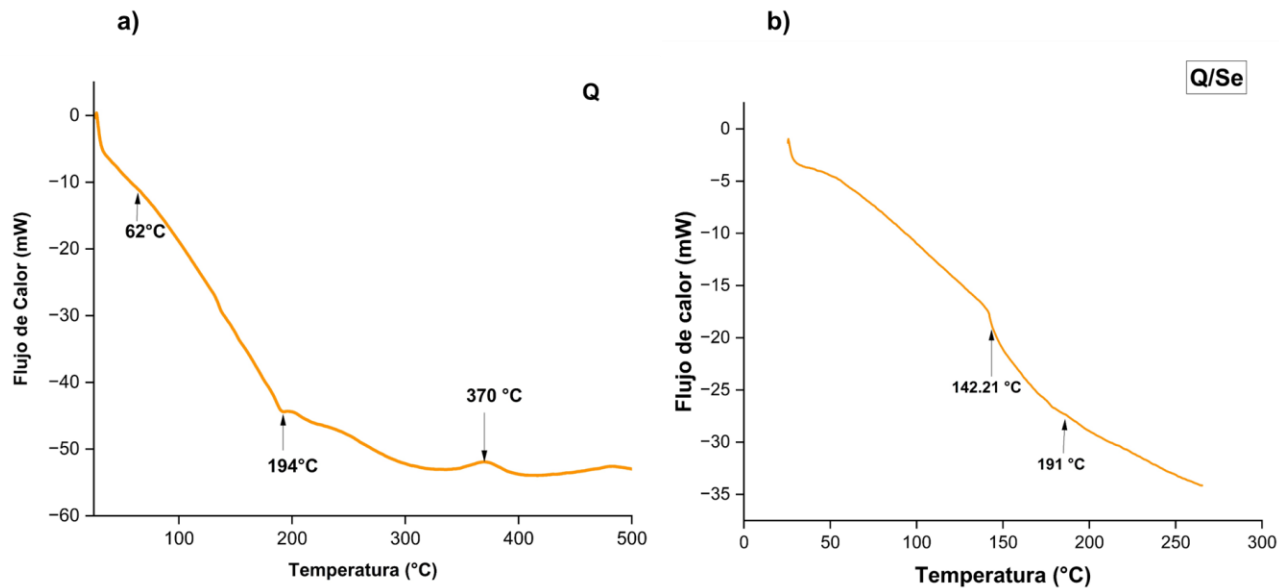 a)
Q
0
−10
−20
−30
−40
−50
−60
Flujo de Calor (mW)
62°C
194°C
370 °C
100
200
300
400
500
Temperatura (°C)
b)
Q/Se
0
−5
−10
−15
−20
−25
−30
−35
Flujo de calor (mW)
142.21 °C
191 °C
0
50
100
150
200
250
300
Temperatura (°C)